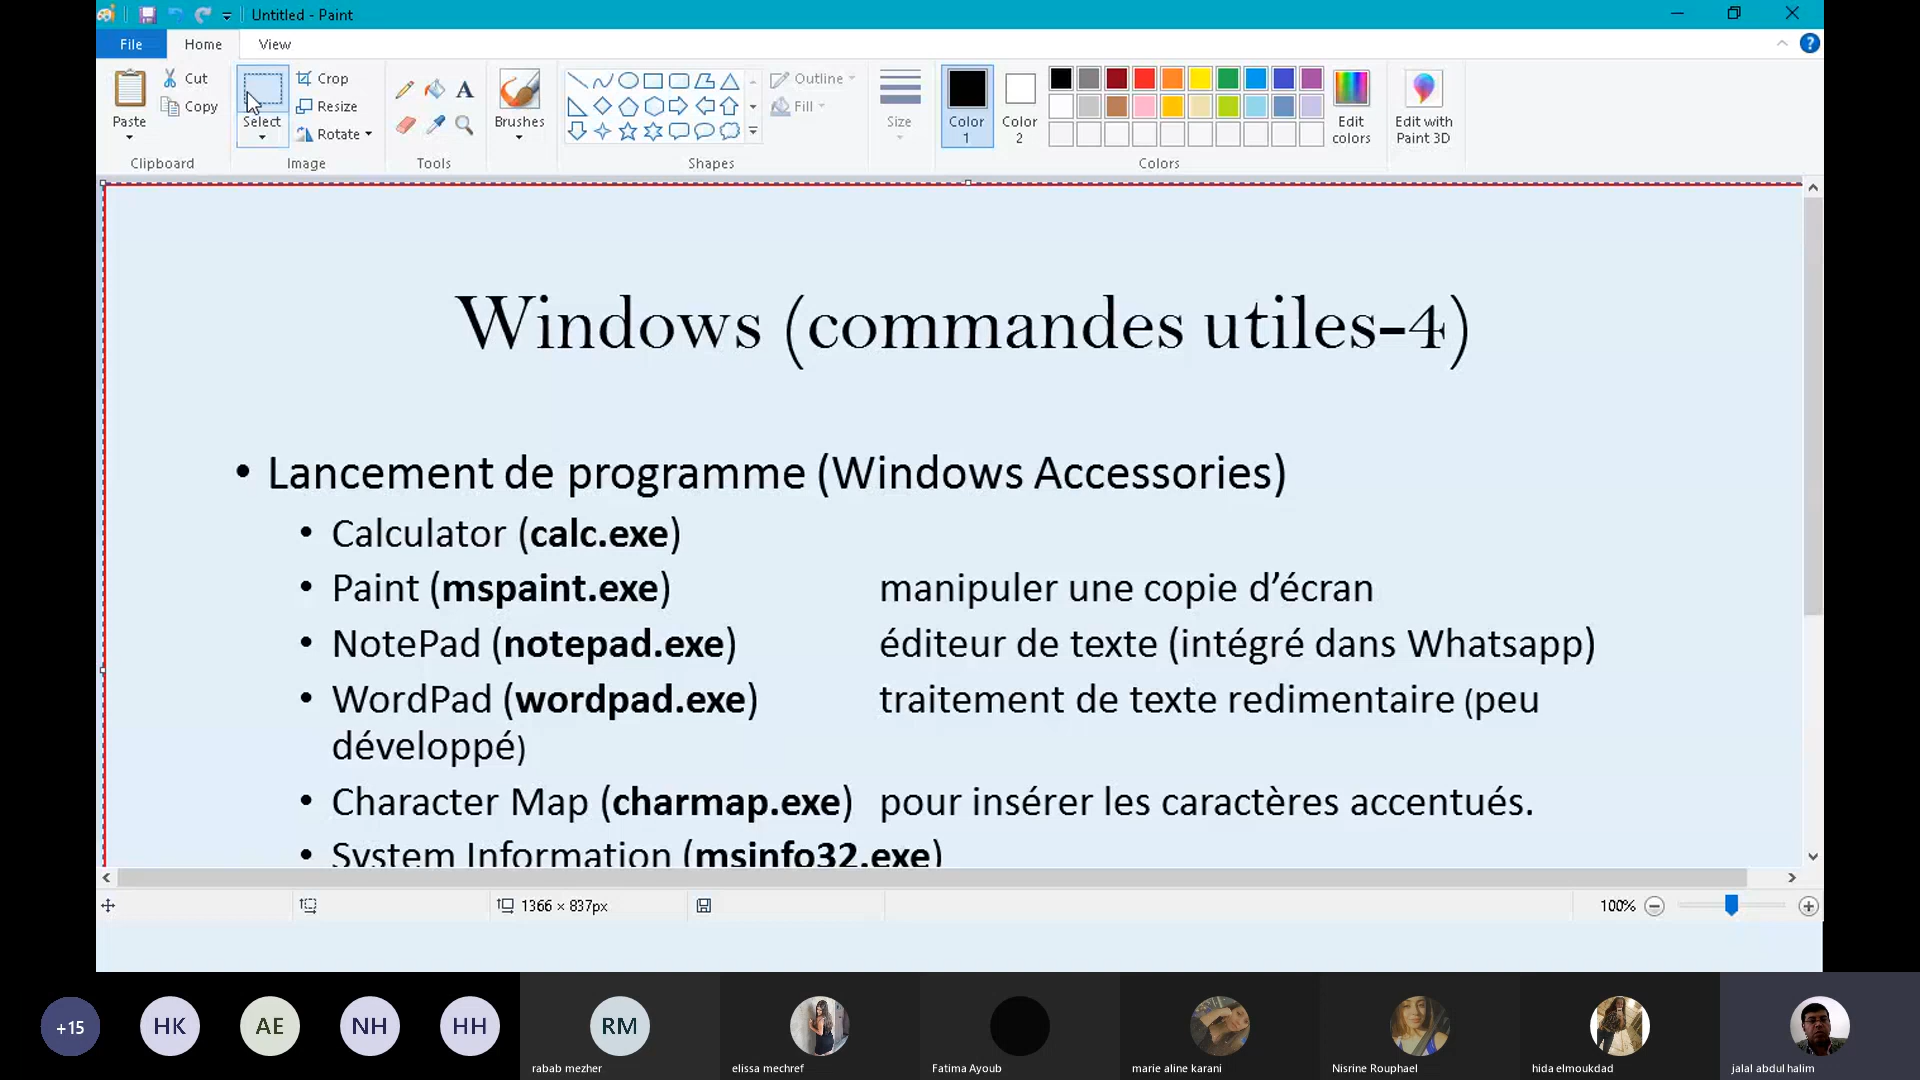 Untitled - Paint
File Home View
Paste
Cut
Copy
Clipboard
Select
Crop
Resize
Rotate
Image
Tools
Brushes
Shapes
Outline
Fill
Size
Color 1
Color 2
Colors
Edit colors
Edit with Paint 3D
Windows (commandes utiles-4)
• Lancement de programme (Windows Accessories)
• Calculator (calc.exe)
• Paint (mspaint.exe) manipuler une copie d’écran
• NotePad (notepad.exe) éditeur de texte (intégré dans Whatsapp)
• WordPad (wordpad.exe) traitement de texte redimentaire (peu
développé)
• Character Map (charmap.exe) pour insérer les caractères accentués.
• System Information (msinfo32.exe)
1366 × 837px
100%
+15 HK AE NH HH RM
rabab mezher
elissa mechref
Fatima Ayoub
marie aline karani
Nisrine Rouphael
hida elmoukdad
jalal abdul halim